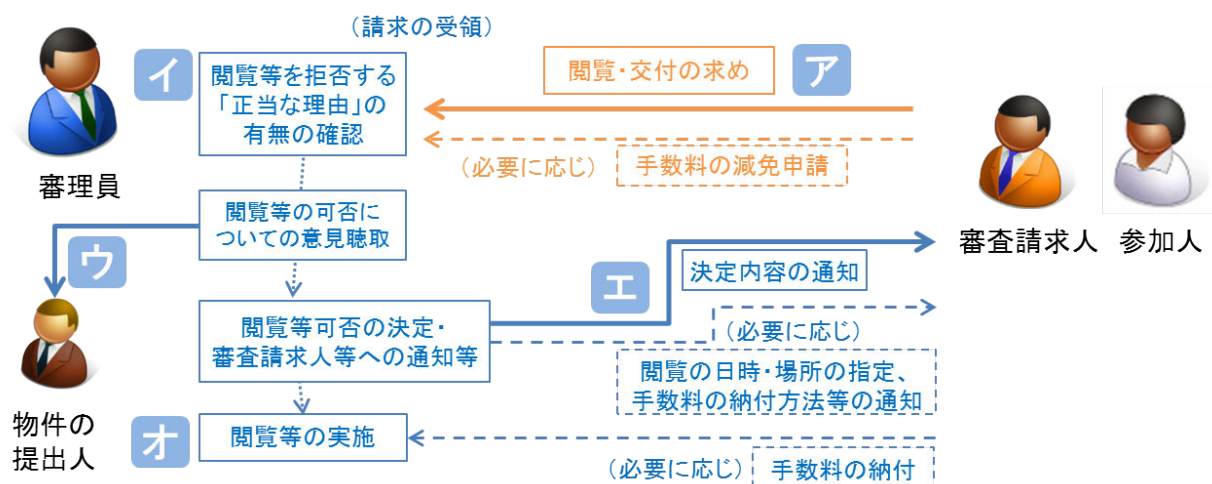 (請求の受領)
イ
閲覧等を拒否する
「正当な理由」の
有無の確認
閲覧・交付の求め
ア
(必要に応じ)
手数料の減免申請
審理員
閲覧等の可否に
ついての意見聴取
ウ
審査請求人
参加人
エ
決定内容の通知
閲覧等可否の決定・
審査請求人等への通知等
(必要に応じ)
閲覧の日時・場所の指定、
手数料の納付方法等の通知
物件の
提出人
オ
閲覧等の実施
(必要に応じ)
手数料の納付